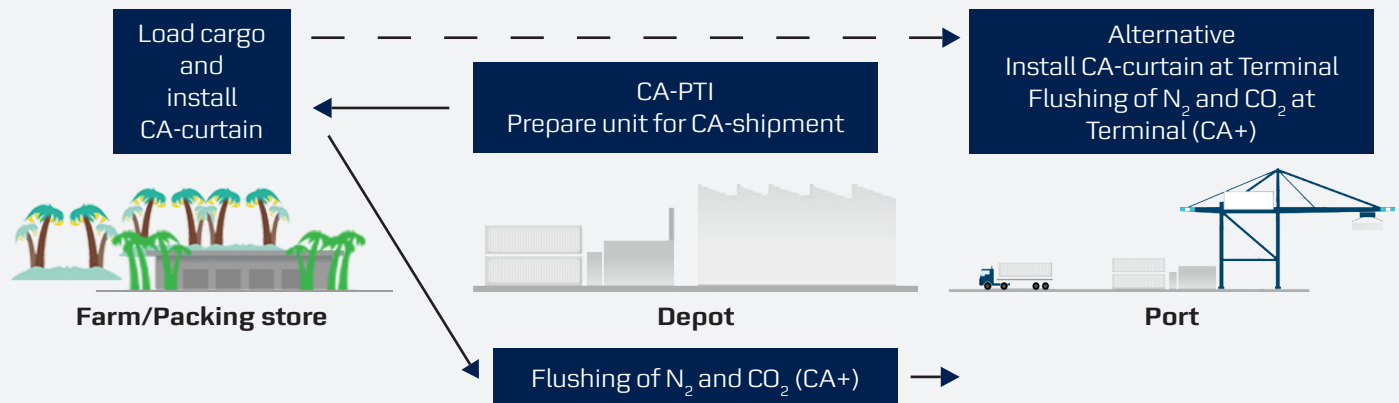 Load cargo
and
install
CA-curtain
CA-PTI
Prepare unit for CA-shipment
Alternative
Install CA-curtain at Terminal
Flushing of N₂ and CO₂ at
Terminal (CA+)
Farm/Packing store
Depot
Port
Flushing of N₂ and CO₂ (CA+)